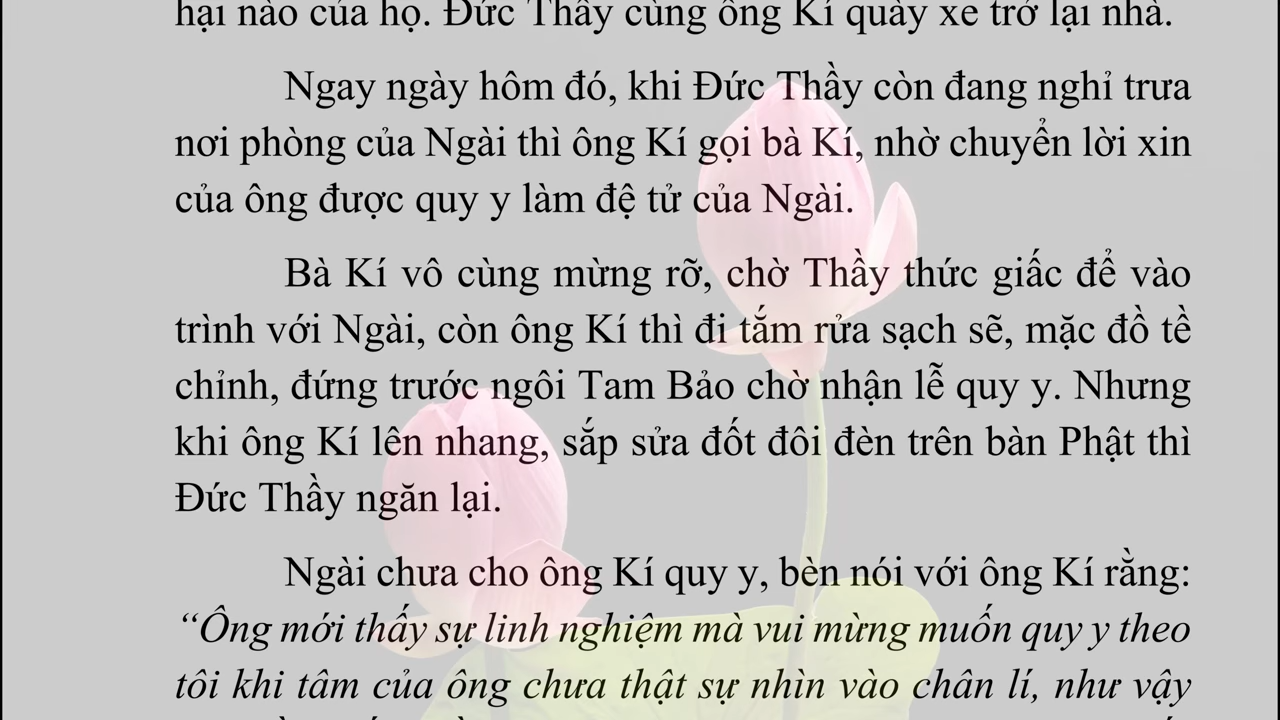 hại nào của họ. Đức Thầy cùng ông Kí quày xe trở lại nhà.
Ngay ngày hôm đó, khi Đức Thầy còn đang nghỉ trưa
nơi phòng của Ngài thì ông Kí gọi bà Kí, nhờ chuyển lời xin
của ông được quy y làm đệ tử của Ngài.
Bà Kí vô cùng mừng rỡ, chờ Thầy thức giấc để vào
trình với Ngài, còn ông Kí thì đi tắm rửa sạch sẽ, mặc đồ tề
chỉnh, đứng trước ngôi Tam Bảo chờ nhận lễ quy y. Nhưng
khi ông Kí lên nhang, sắp sửa đốt đôi đèn trên bàn Phật thì
Đức Thầy ngăn lại.
Ngài chưa cho ông Kí quy y, bèn nói với ông Kí rằng:
“Ông mới thấy sự linh nghiệm mà vui mừng muốn quy y theo
tôi khi tâm của ông chưa thật sự nhìn vào chân lí, như vậy